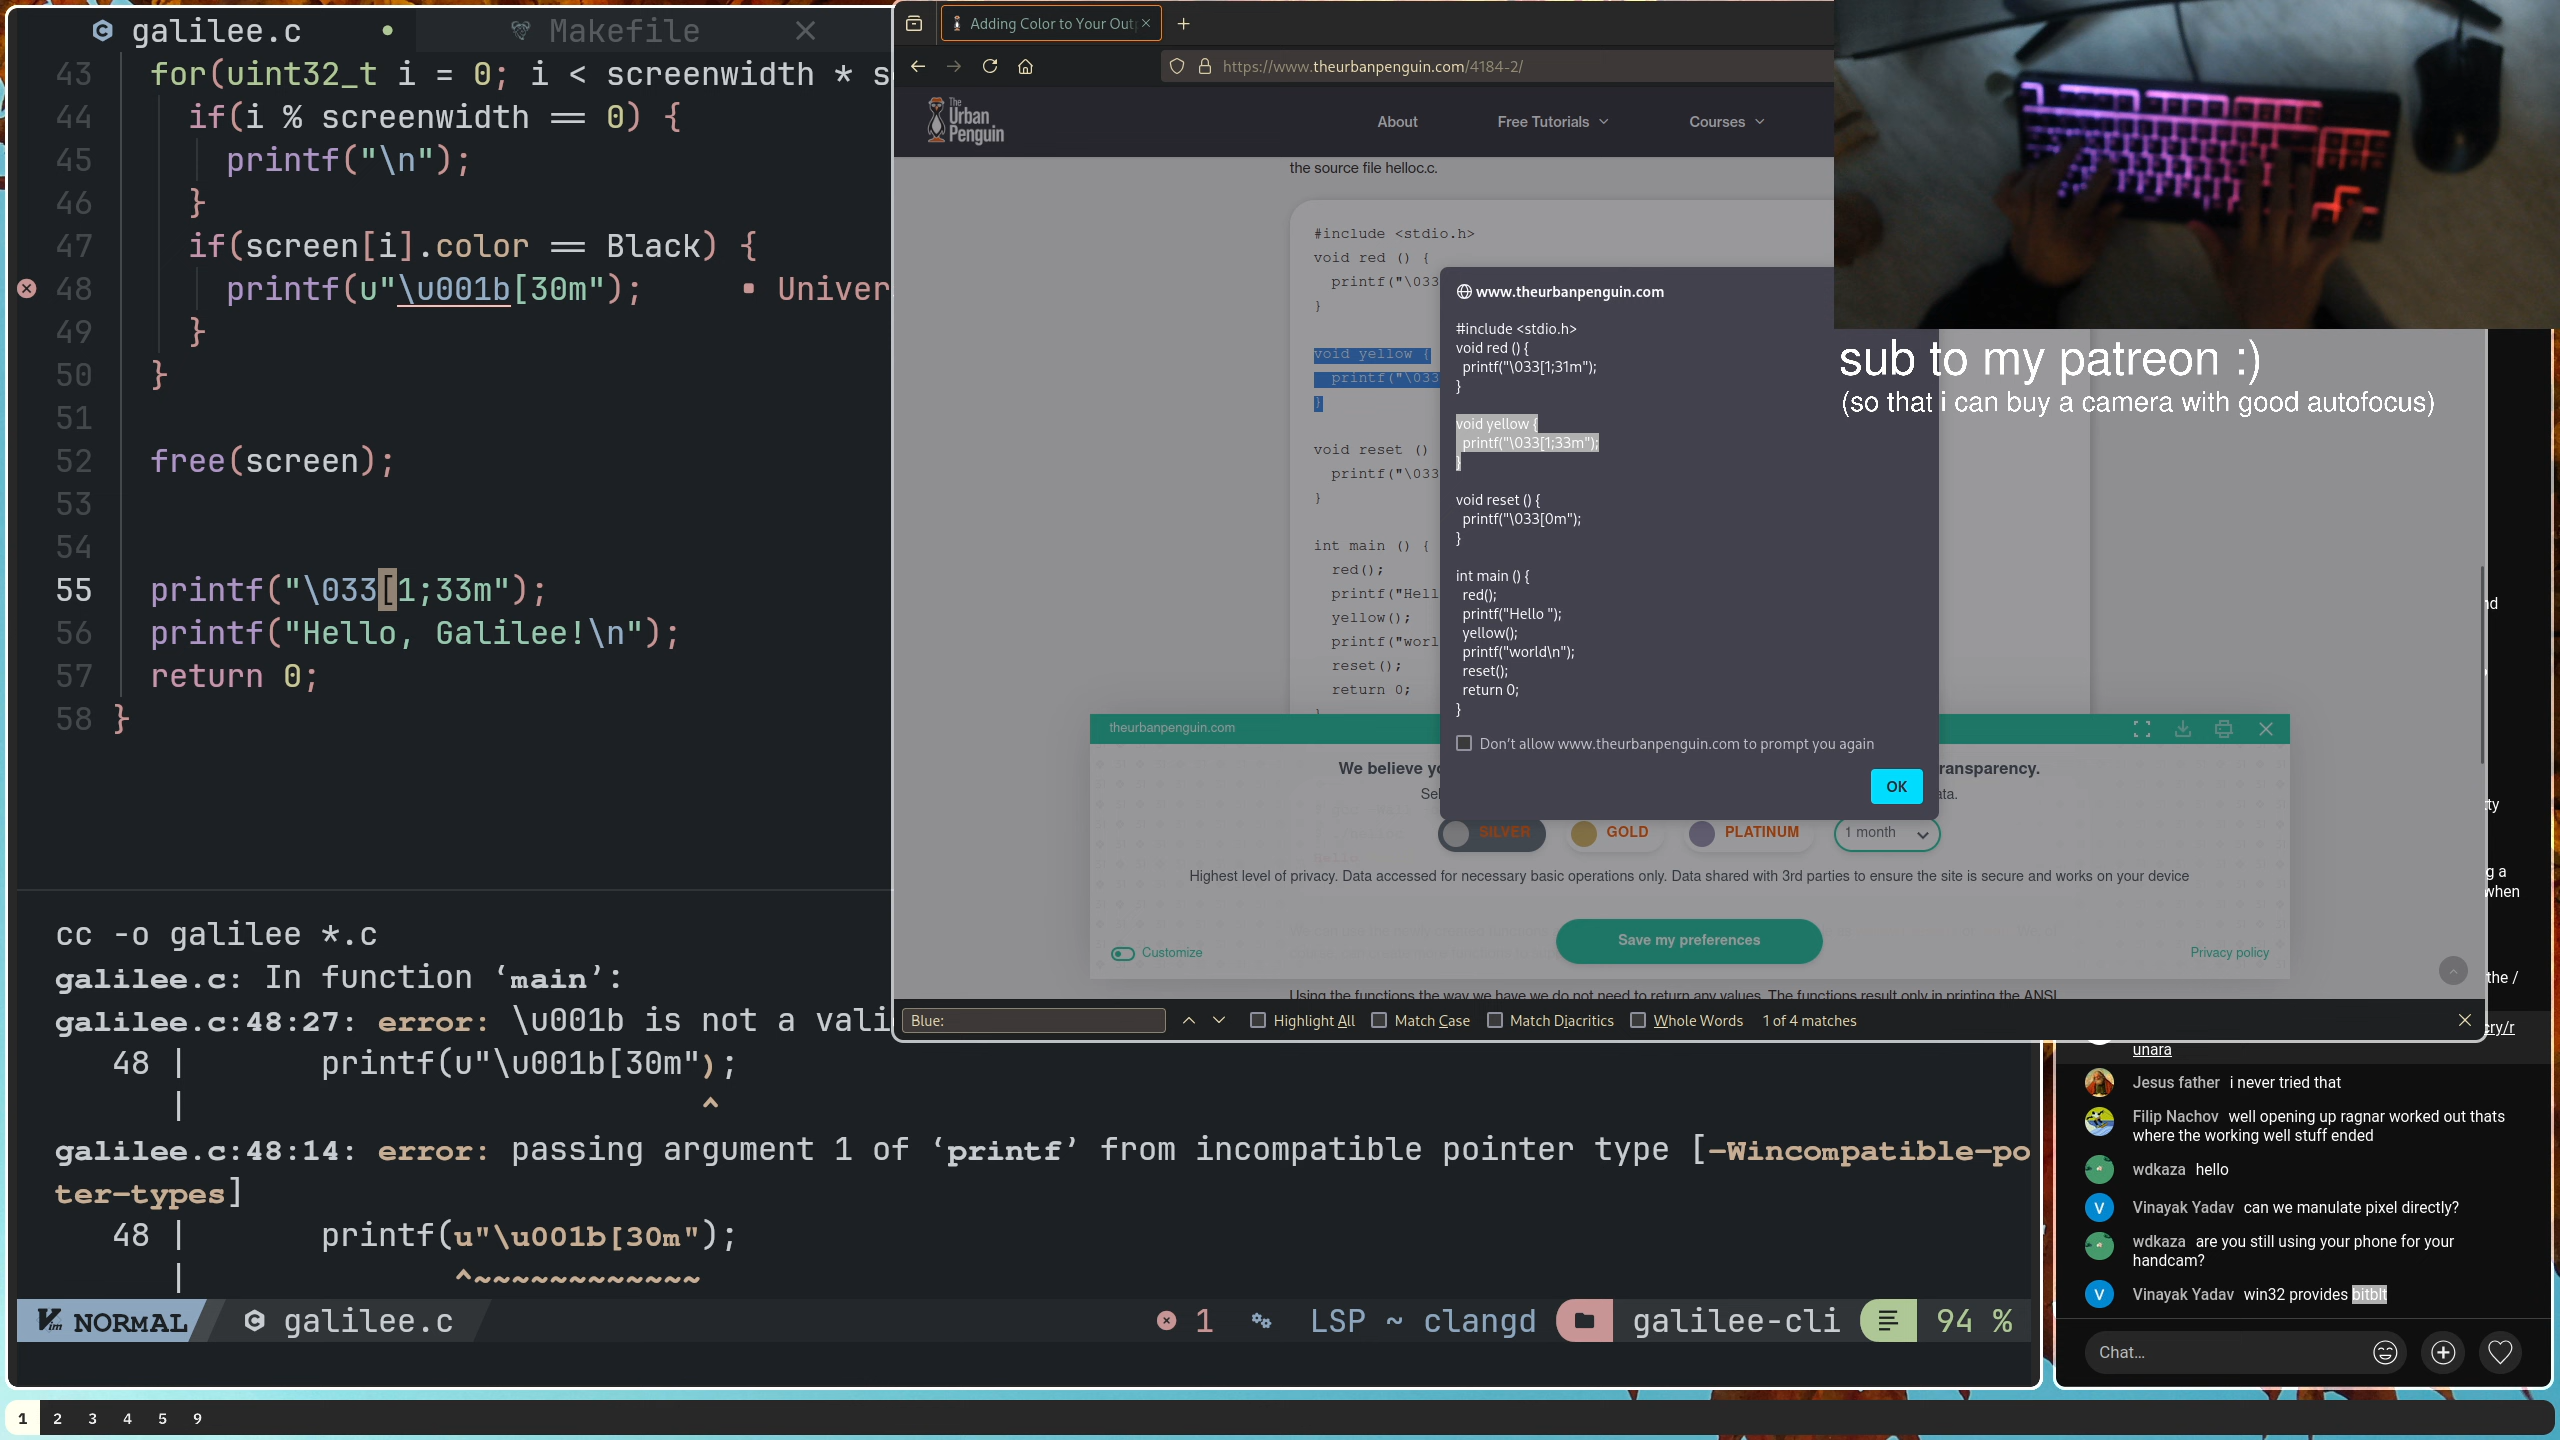 galilee.c
Makefile
43 for(uint32_t i = 0; i < screenwidth * s
44 if(i % screenwidth == 0) {
45 printf("\n");
46 }
47 if(screen[i].color == Black) {
48 printf(u"\u001b[30m"); ▪ Univer
49 }
50 }
51
52 free(screen);
53
54
55 printf("\033[1;33m");
56 printf("Hello, Galilee!\n");
57 return 0;
58 }
cc -o galilee *.c
galilee.c: In function ‘main’:
galilee.c:48:27: error: \u001b is not a vali
48 | printf(u"\u001b[30m");
| ^
galilee.c:48:14: error: passing argument 1 of ‘printf’ from incompatible pointer type [-Wincompatible-po
ter-types]
48 | printf(u"\u001b[30m");
| ^~~~~~~~~~~~~
NORMAL galilee.c 1 LSP ~ clangd galilee-cli 94 %
1 2 3 4 5 9
Adding Color to Your Out
https://www.theurbanpenguin.com/4184-2/
The Urban Penguin
About Free Tutorials Courses
the source file helloc.c.
#include <stdio.h>
void red () {
printf("\033
}
void yellow {
printf("\033
}
void reset ()
printf("\033
}
int main () {
red();
printf("Hell
yellow();
printf("worl
reset();
return 0;
www.theurbanpenguin.com
#include <stdio.h>
void red () {
printf("\033[1;31m");
}
void yellow {
printf("\033[1;33m");
}
void reset () {
printf("\033[0m");
}
int main () {
red();
printf("Hello ");
yellow();
printf("world\n");
reset();
return 0;
}
Don’t allow www.theurbanpenguin.com to prompt you again
OK
theurbanpenguin.com
We believe yo
ransparency.
Sel
ata.
SILVER GOLD PLATINUM 1 month
Highest level of privacy. Data accessed for necessary basic operations only. Data shared with 3rd parties to ensure the site is secure and works on your device
Save my preferences
Customize
Privacy policy
Using the functions the way we have we do not need to return any values. The functions result only in printing the ANSI
Blue: Highlight All Match Case Match Diacritics Whole Words 1 of 4 matches
sub to my patreon :)
(so that i can buy a camera with good autofocus)
nd
ty
g a
when
the /
cry/r
unara
Jesus father i never tried that
Filip Nachov well opening up ragnar worked out thats
where the working well stuff ended
wdkaza hello
Vinayak Yadav can we manulate pixel directly?
wdkaza are you still using your phone for your
handcam?
Vinayak Yadav win32 provides bitblt
Chat...